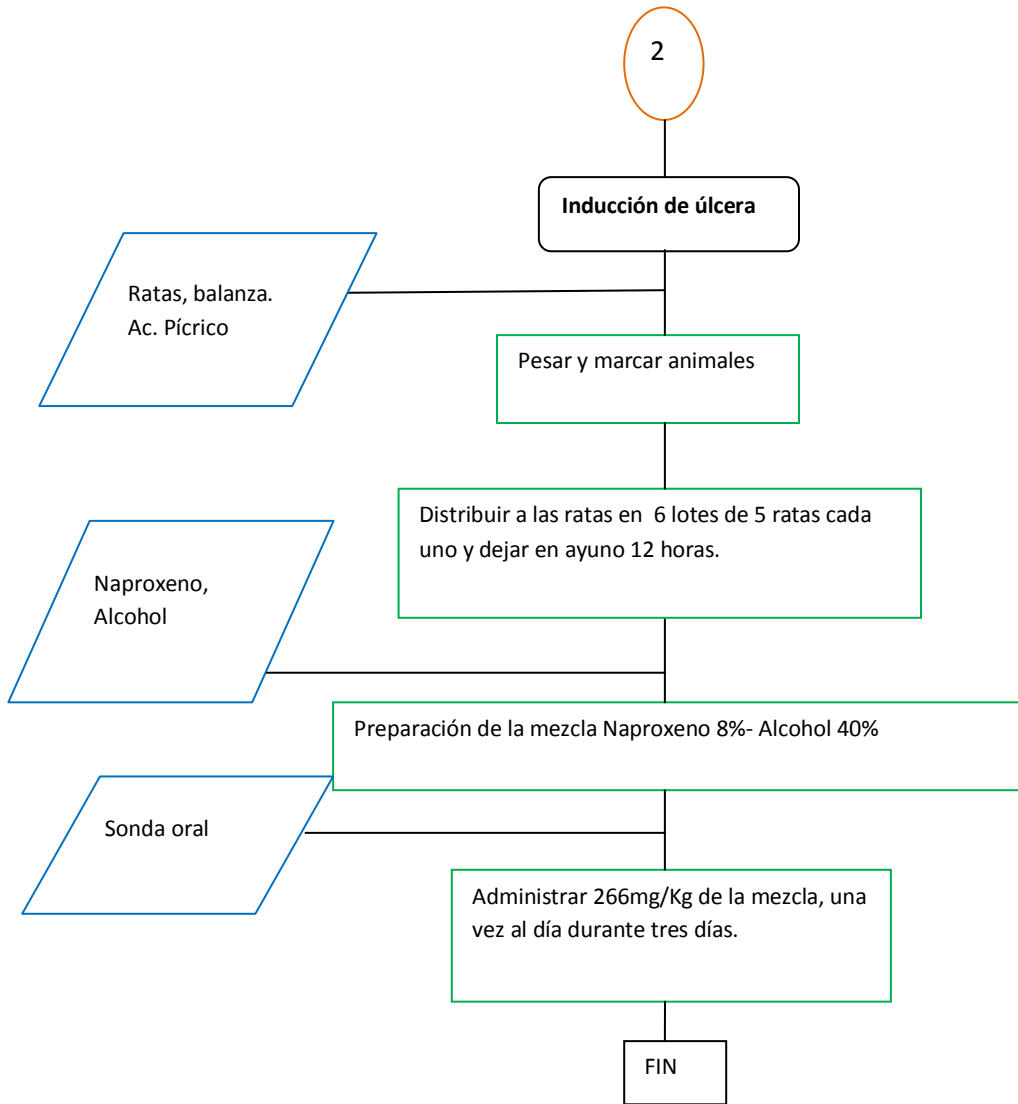 2
Inducción de úlcera
Ratas, balanza.
Ac. Pícrico
Pesar y marcar animales
Distribuir a las ratas en  6 lotes de 5 ratas cada
uno y dejar en ayuno 12 horas.
Naproxeno,
Alcohol
Preparación de la mezcla Naproxeno 8%- Alcohol 40%
Sonda oral
Administrar 266mg/Kg de la mezcla, una
vez al día durante tres días.
FIN